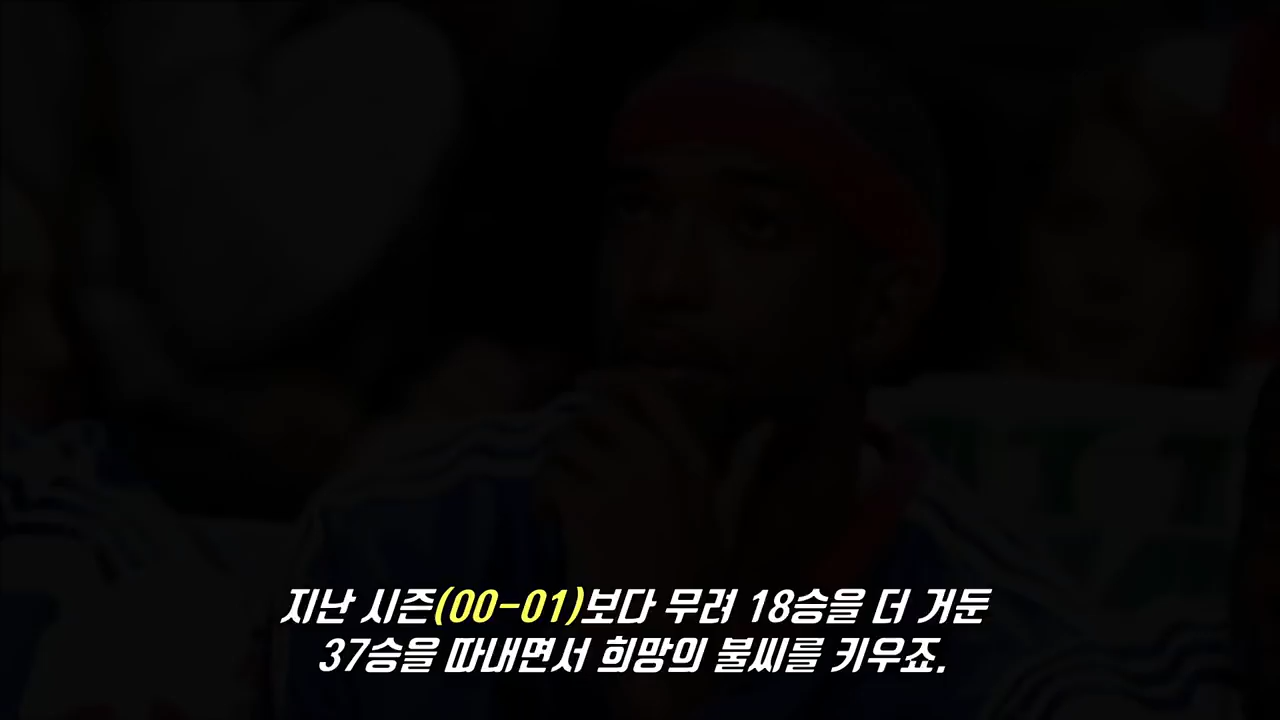 지난 시즌(00-01)보다 무려 18승을 더 거둔
37승을 따내면서 희망의 불씨를 키우죠.